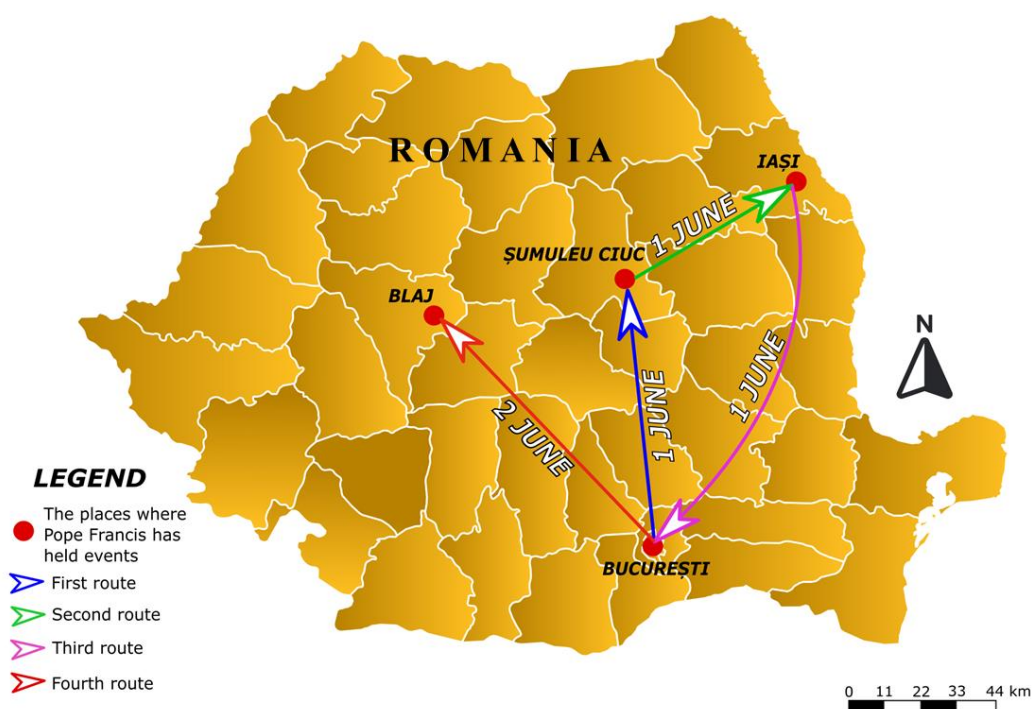 ROMANIA
IAȘI
1 JUNE
ȘUMULEU CIUC
BLAJ
N
1 JUNE
1 JUNE
2 JUNE
BUCUREȘTI
LEGEND
The places where
Pope Francis has
held events
First route
Second route
Third route
Fourth route
0 11 22 33 44 km